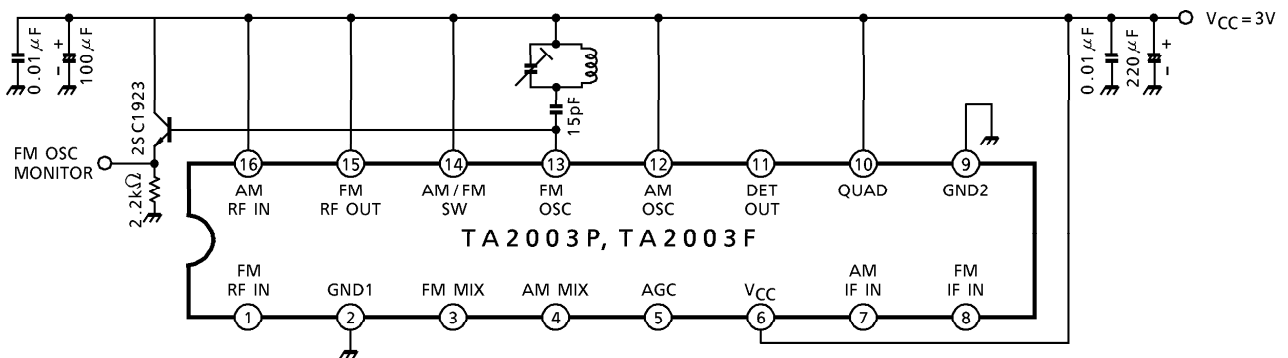 VCC=3V
0.01μF
+
-
100μF
2SC1923
15pF
0.01μF
220μF
+
-
FM OSC
MONITOR
2.2kΩ
16
15
14
13
12
11
10
9
AM
RF IN
FM
RF OUT
AM/FM
SW
FM
OSC
AM
OSC
DET
OUT
QUAD
GND2
TA2003P, TA2003F
FM
RF IN
GND1
FM MIX
AM MIX
AGC
VCC
AM
IF IN
FM
IF IN
1
2
3
4
5
6
7
8